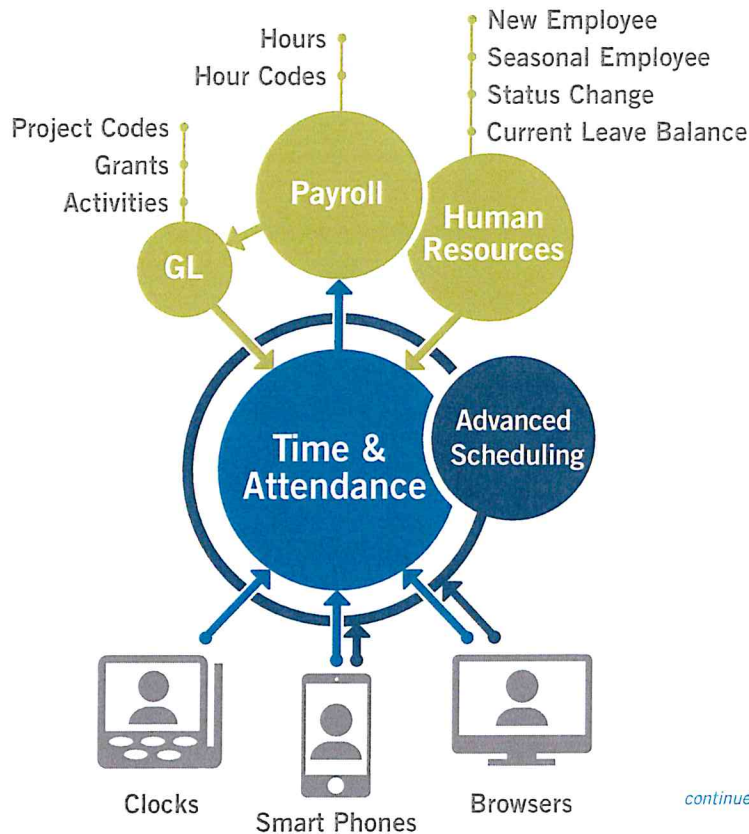 Hours
Hour Codes
New Employee
Seasonal Employee
Status Change
Current Leave Balance
Project Codes
Grants
Activities
Payroll
Human
Resources
GL
Time &
Attendance
Advanced
Scheduling
Clocks
Smart Phones
Browsers
continue